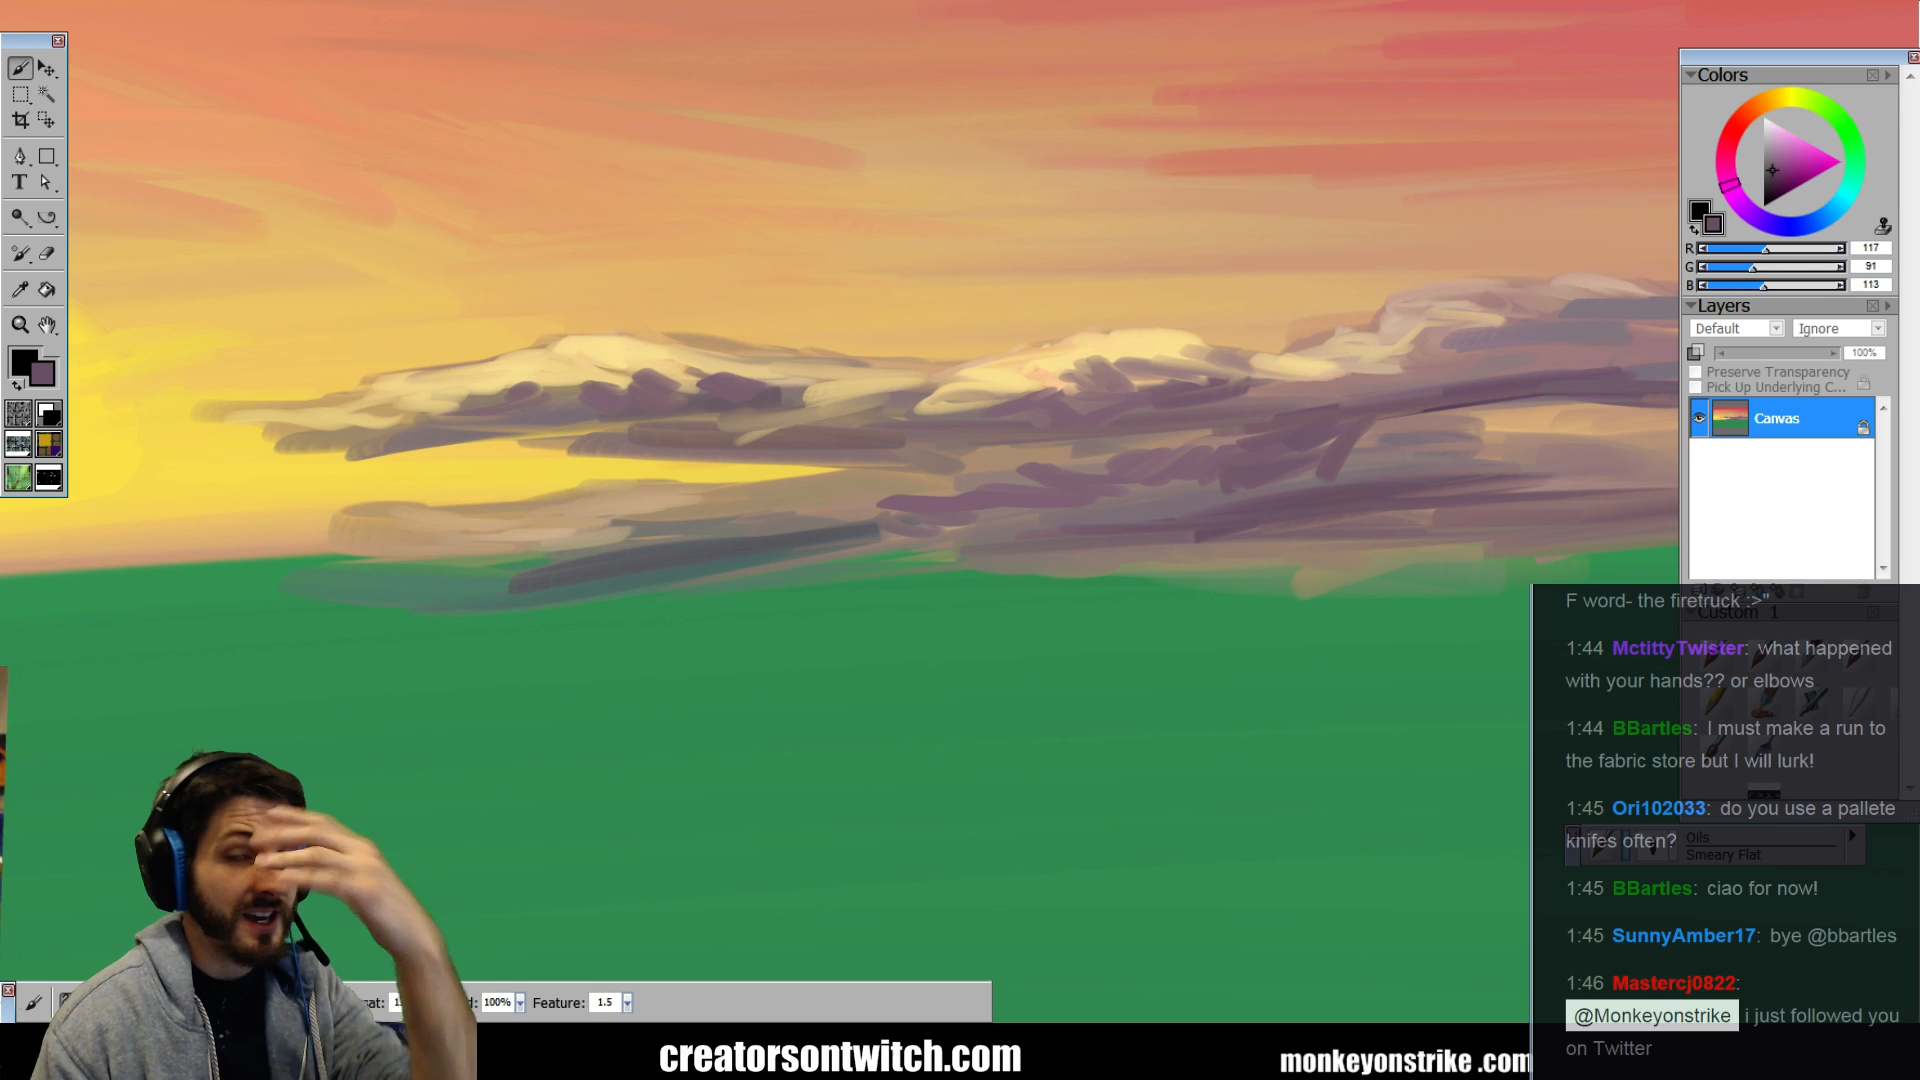 Colors
R 117
G 91
B 113
Layers
Default Ignore
100%
Preserve Transparency
Pick Up Underlying C...
Canvas
T
F word- the firetruck :>"
Custom 1
1:44 MctittyTwister: what happened
with your hands?? or elbows
1:44 BBartles: I must make a run to
the fabric store but I will lurk!
1:45 Ori102033: do you use a pallete
knifes often?
Oils
Smeary Flat
1:45 BBartles: ciao for now!
1:45 SunnyAmber17: bye @bbartles
1:46 Mastercj0822:
@Monkeyonstrike i just followed you
on Twitter
100% Feature: 1.5
creatorsontwitch.com
monkeyonstrike .com